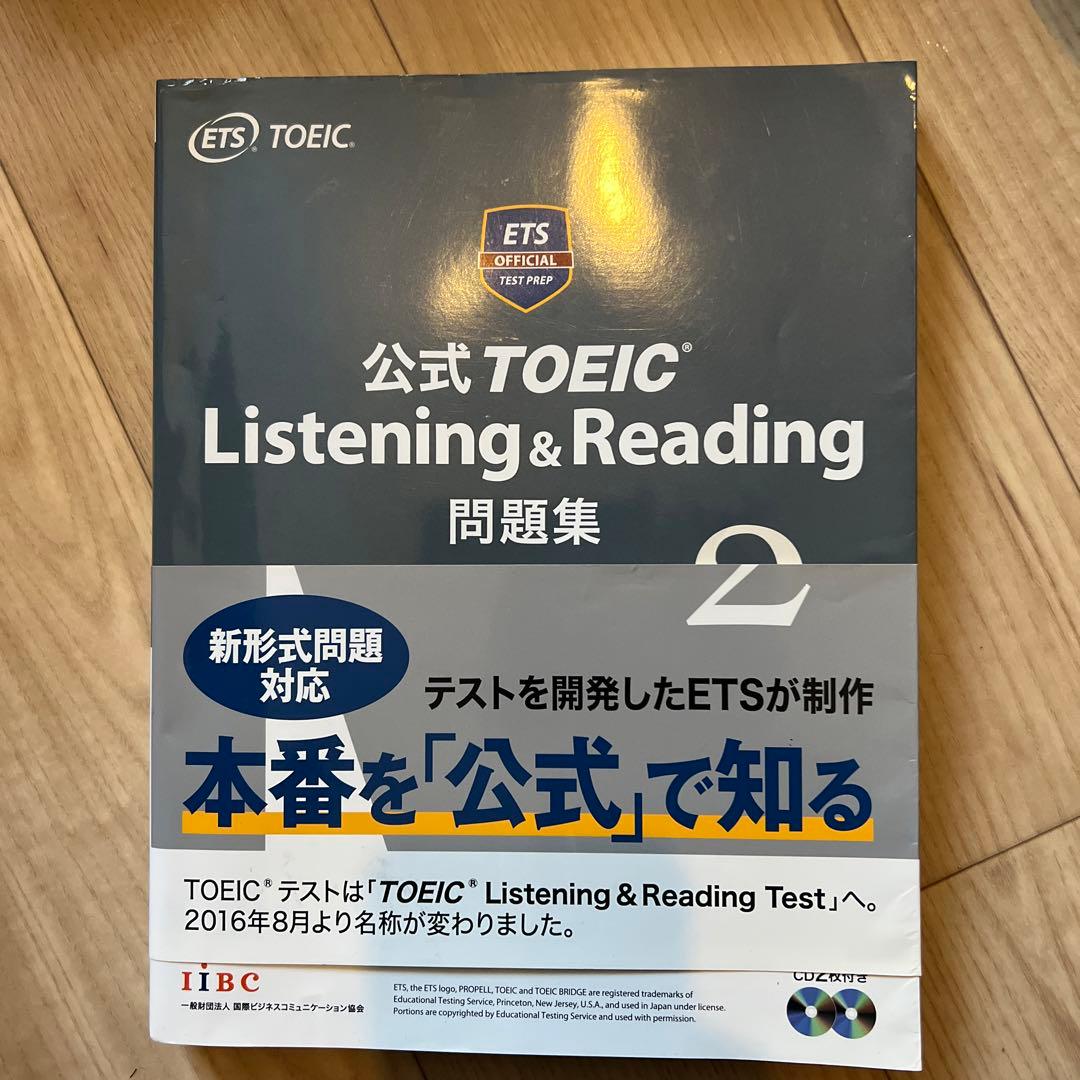 ETS® TOEIC®
ETS
OFFICIAL
TEST PREP
公式 TOEIC®
Listening & Reading
問題集
2
新形式問題
対応
テストを開発したETSが制作
本番を「公式」で知る
TOEIC® テストは「TOEIC® Listening & Reading Test」へ。
2016年8月より名称が変わりました。
IIBC
一般財団法人 国際ビジネスコミュニケーション協会
ETS, the ETS logo, PROPELL, TOEIC and TOEIC BRIDGE are registered trademarks of
Educational Testing Service, Princeton, New Jersey, U.S.A., and used in Japan under license.
Portions are copyrighted by Educational Testing Service and used with permission.
CD2枚付き